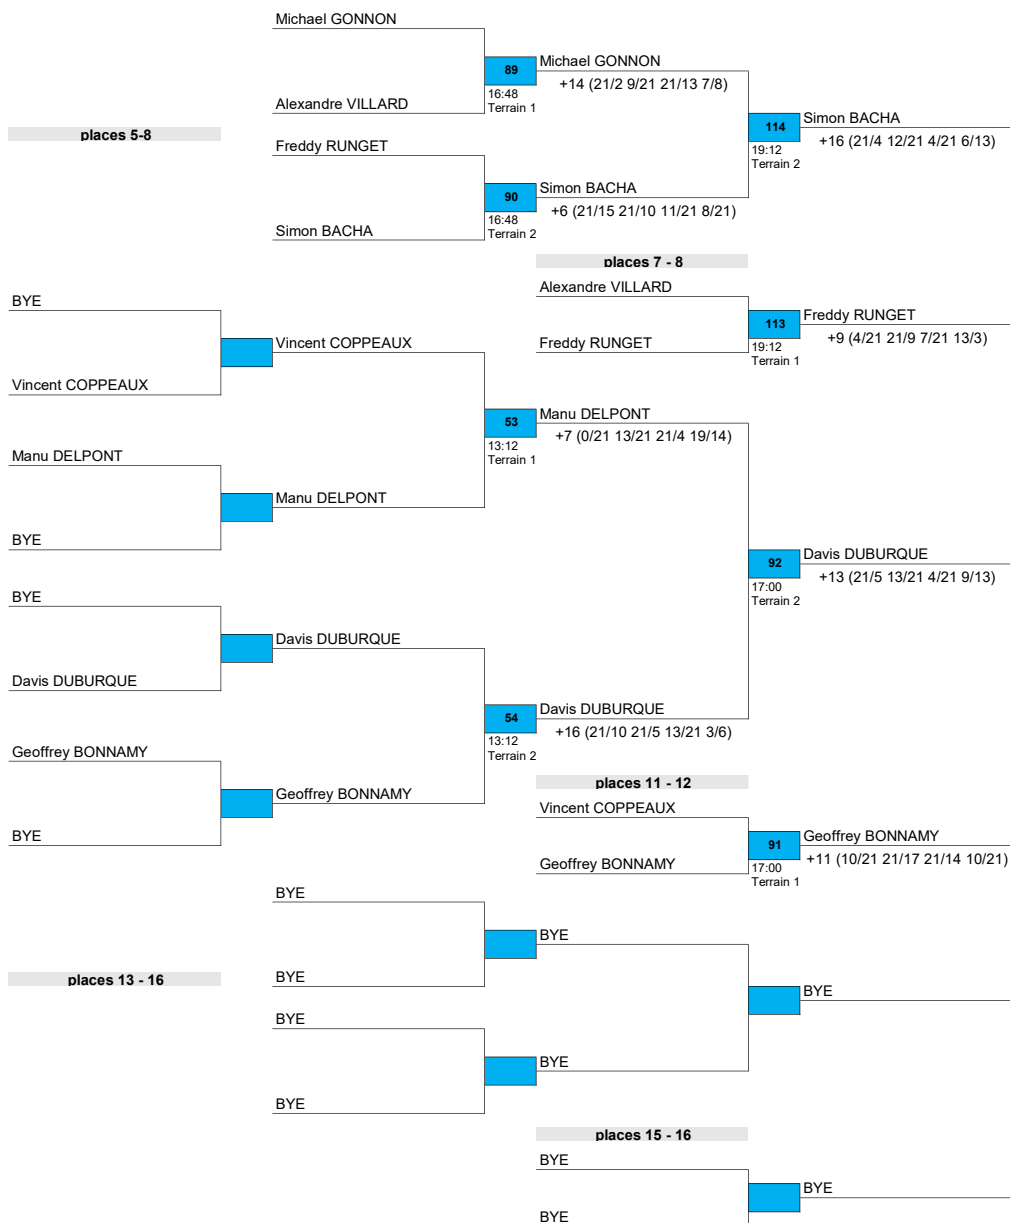 Michael GONNON
89 Michael GONNON
+14 (21/2 9/21 21/13 7/8)
16:48
Terrain 1
Alexandre VILLARD
114 Simon BACHA
places 5-8
+16 (21/4 12/21 4/21 6/13)
Freddy RUNGET
19:12
Terrain 2
90 Simon BACHA
+6 (21/15 21/10 11/21 8/21)
16:48
Terrain 2
Simon BACHA
places 7 - 8
Alexandre VILLARD
BYE
113 Freddy RUNGET
+9 (4/21 21/9 7/21 13/3)
Vincent COPPEAUX
Freddy RUNGET
19:12
Terrain 1
Vincent COPPEAUX
53 Manu DELPONT
+7 (0/21 13/21 21/4 19/14)
13:12
Terrain 1
Manu DELPONT
Manu DELPONT
BYE
92 Davis DUBURQUE
+13 (21/5 13/21 4/21 9/13)
17:00
Terrain 2
BYE
Davis DUBURQUE
Davis DUBURQUE
54 Davis DUBURQUE
+16 (21/10 21/5 13/21 3/6)
13:12
Terrain 2
Geoffrey BONNAMY
places 11 - 12
Geoffrey BONNAMY
Vincent COPPEAUX
BYE
91 Geoffrey BONNAMY
+11 (10/21 21/17 21/14 10/21)
Geoffrey BONNAMY
17:00
Terrain 1
BYE
BYE
places 13 - 16
BYE
BYE
BYE
BYE
BYE
places 15 - 16
BYE
BYE
BYE